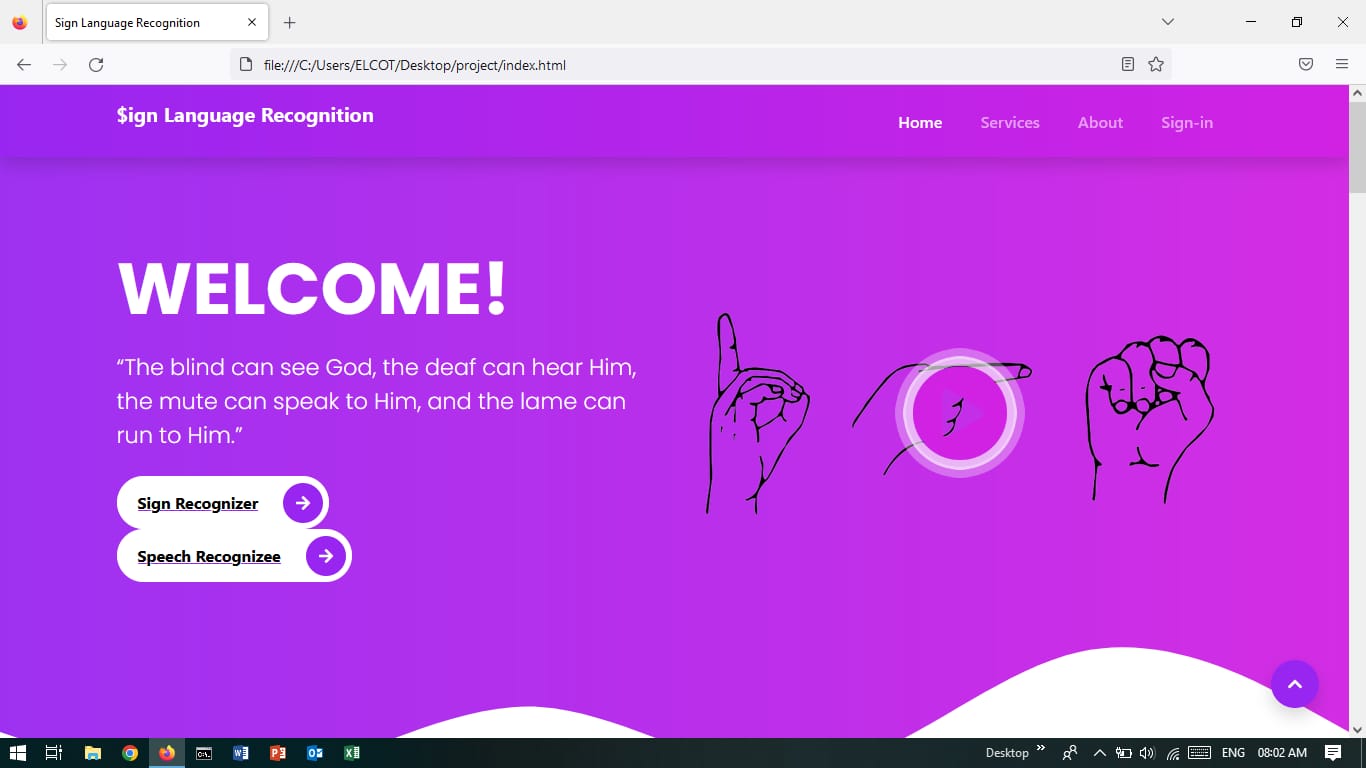 Sign Language Recognition
file:///C:/Users/ELCOT/Desktop/project/index.html
$ign Language Recognition
Home Services About Sign-in
WELCOME!
“The blind can see God, the deaf can hear Him,
the mute can speak to Him, and the lame can
run to Him.”
Sign Recognizer
Speech Recognizee
Desktop ENG 08:02 AM